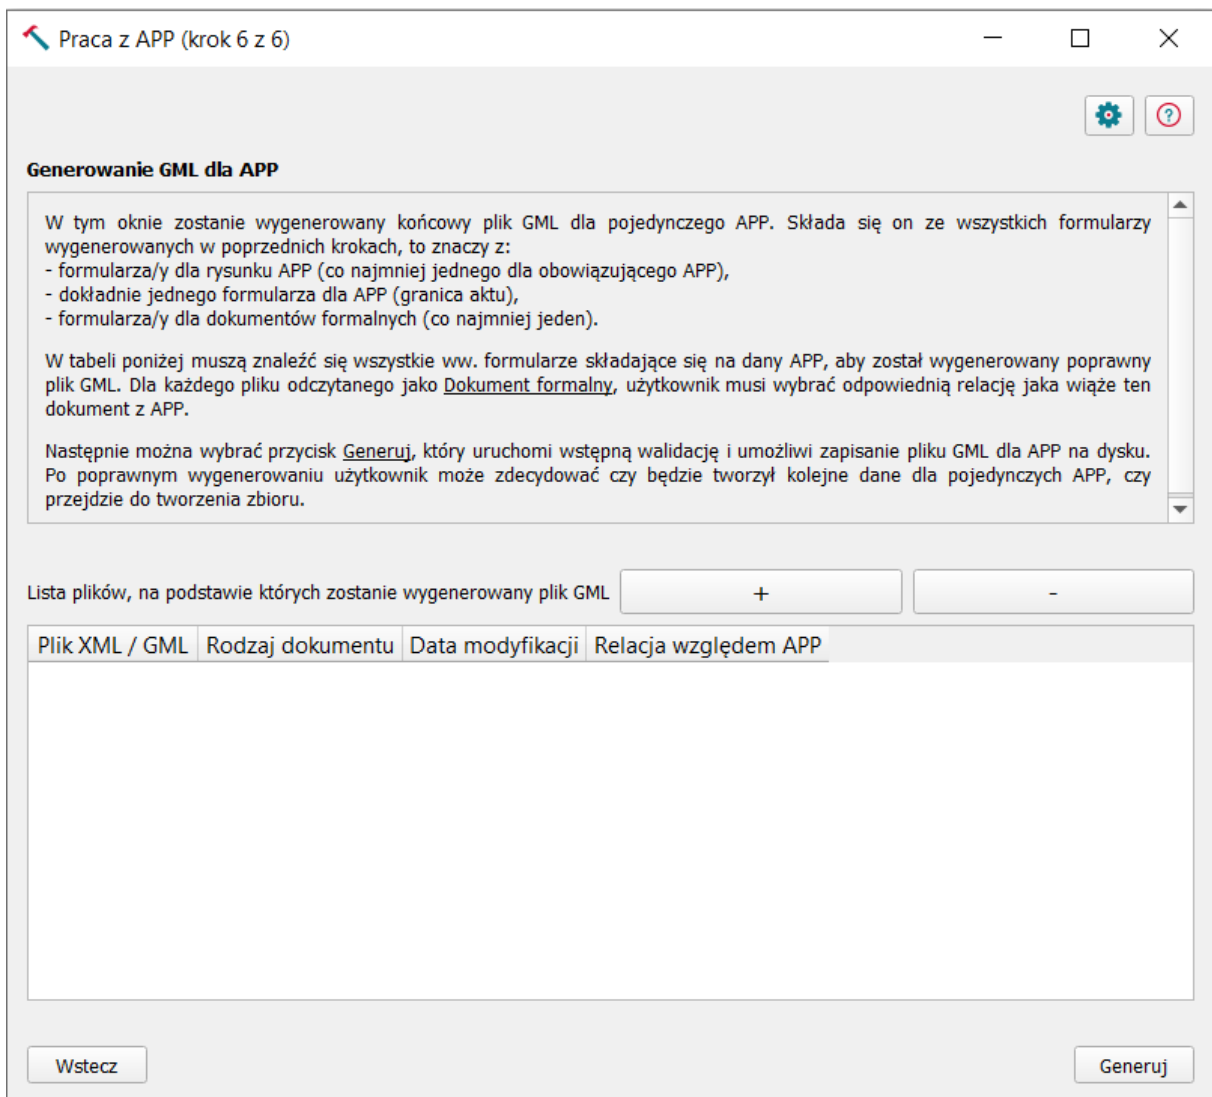 Praca z APP (krok 6 z 6)
Generowanie GML dla APP
W tym oknie zostanie wygenerowany końcowy plik GML dla pojedynczego APP. Składa się on ze wszystkich formularzy
wygenerowanych w poprzednich krokach, to znaczy z:
- formularza/y dla rysunku APP (co najmniej jednego dla obowiązującego APP),
- dokładnie jednego formularza dla APP (granica aktu),
- formularza/y dla dokumentów formalnych (co najmniej jeden).
W tabeli poniżej muszą znaleźć się wszystkie ww. formularze składające się na dany APP, aby został wygenerowany poprawny
plik GML. Dla każdego pliku odczytanego jako Dokument formalny, użytkownik musi wybrać odpowiednią relację jaka wiąże ten
dokument z APP.
Następnie można wybrać przycisk Generuj, który uruchomi wstępną walidację i umożliwi zapisanie pliku GML dla APP na dysku.
Po poprawnym wygenerowaniu użytkownik może zdecydować czy będzie tworzył kolejne dane dla pojedynczych APP, czy
przejdzie do tworzenia zbioru.
Lista plików, na podstawie których zostanie wygenerowany plik GML + -
Plik XML / GML Rodzaj dokumentu Data modyfikacji Relacja względem APP
Wstecz Generuj